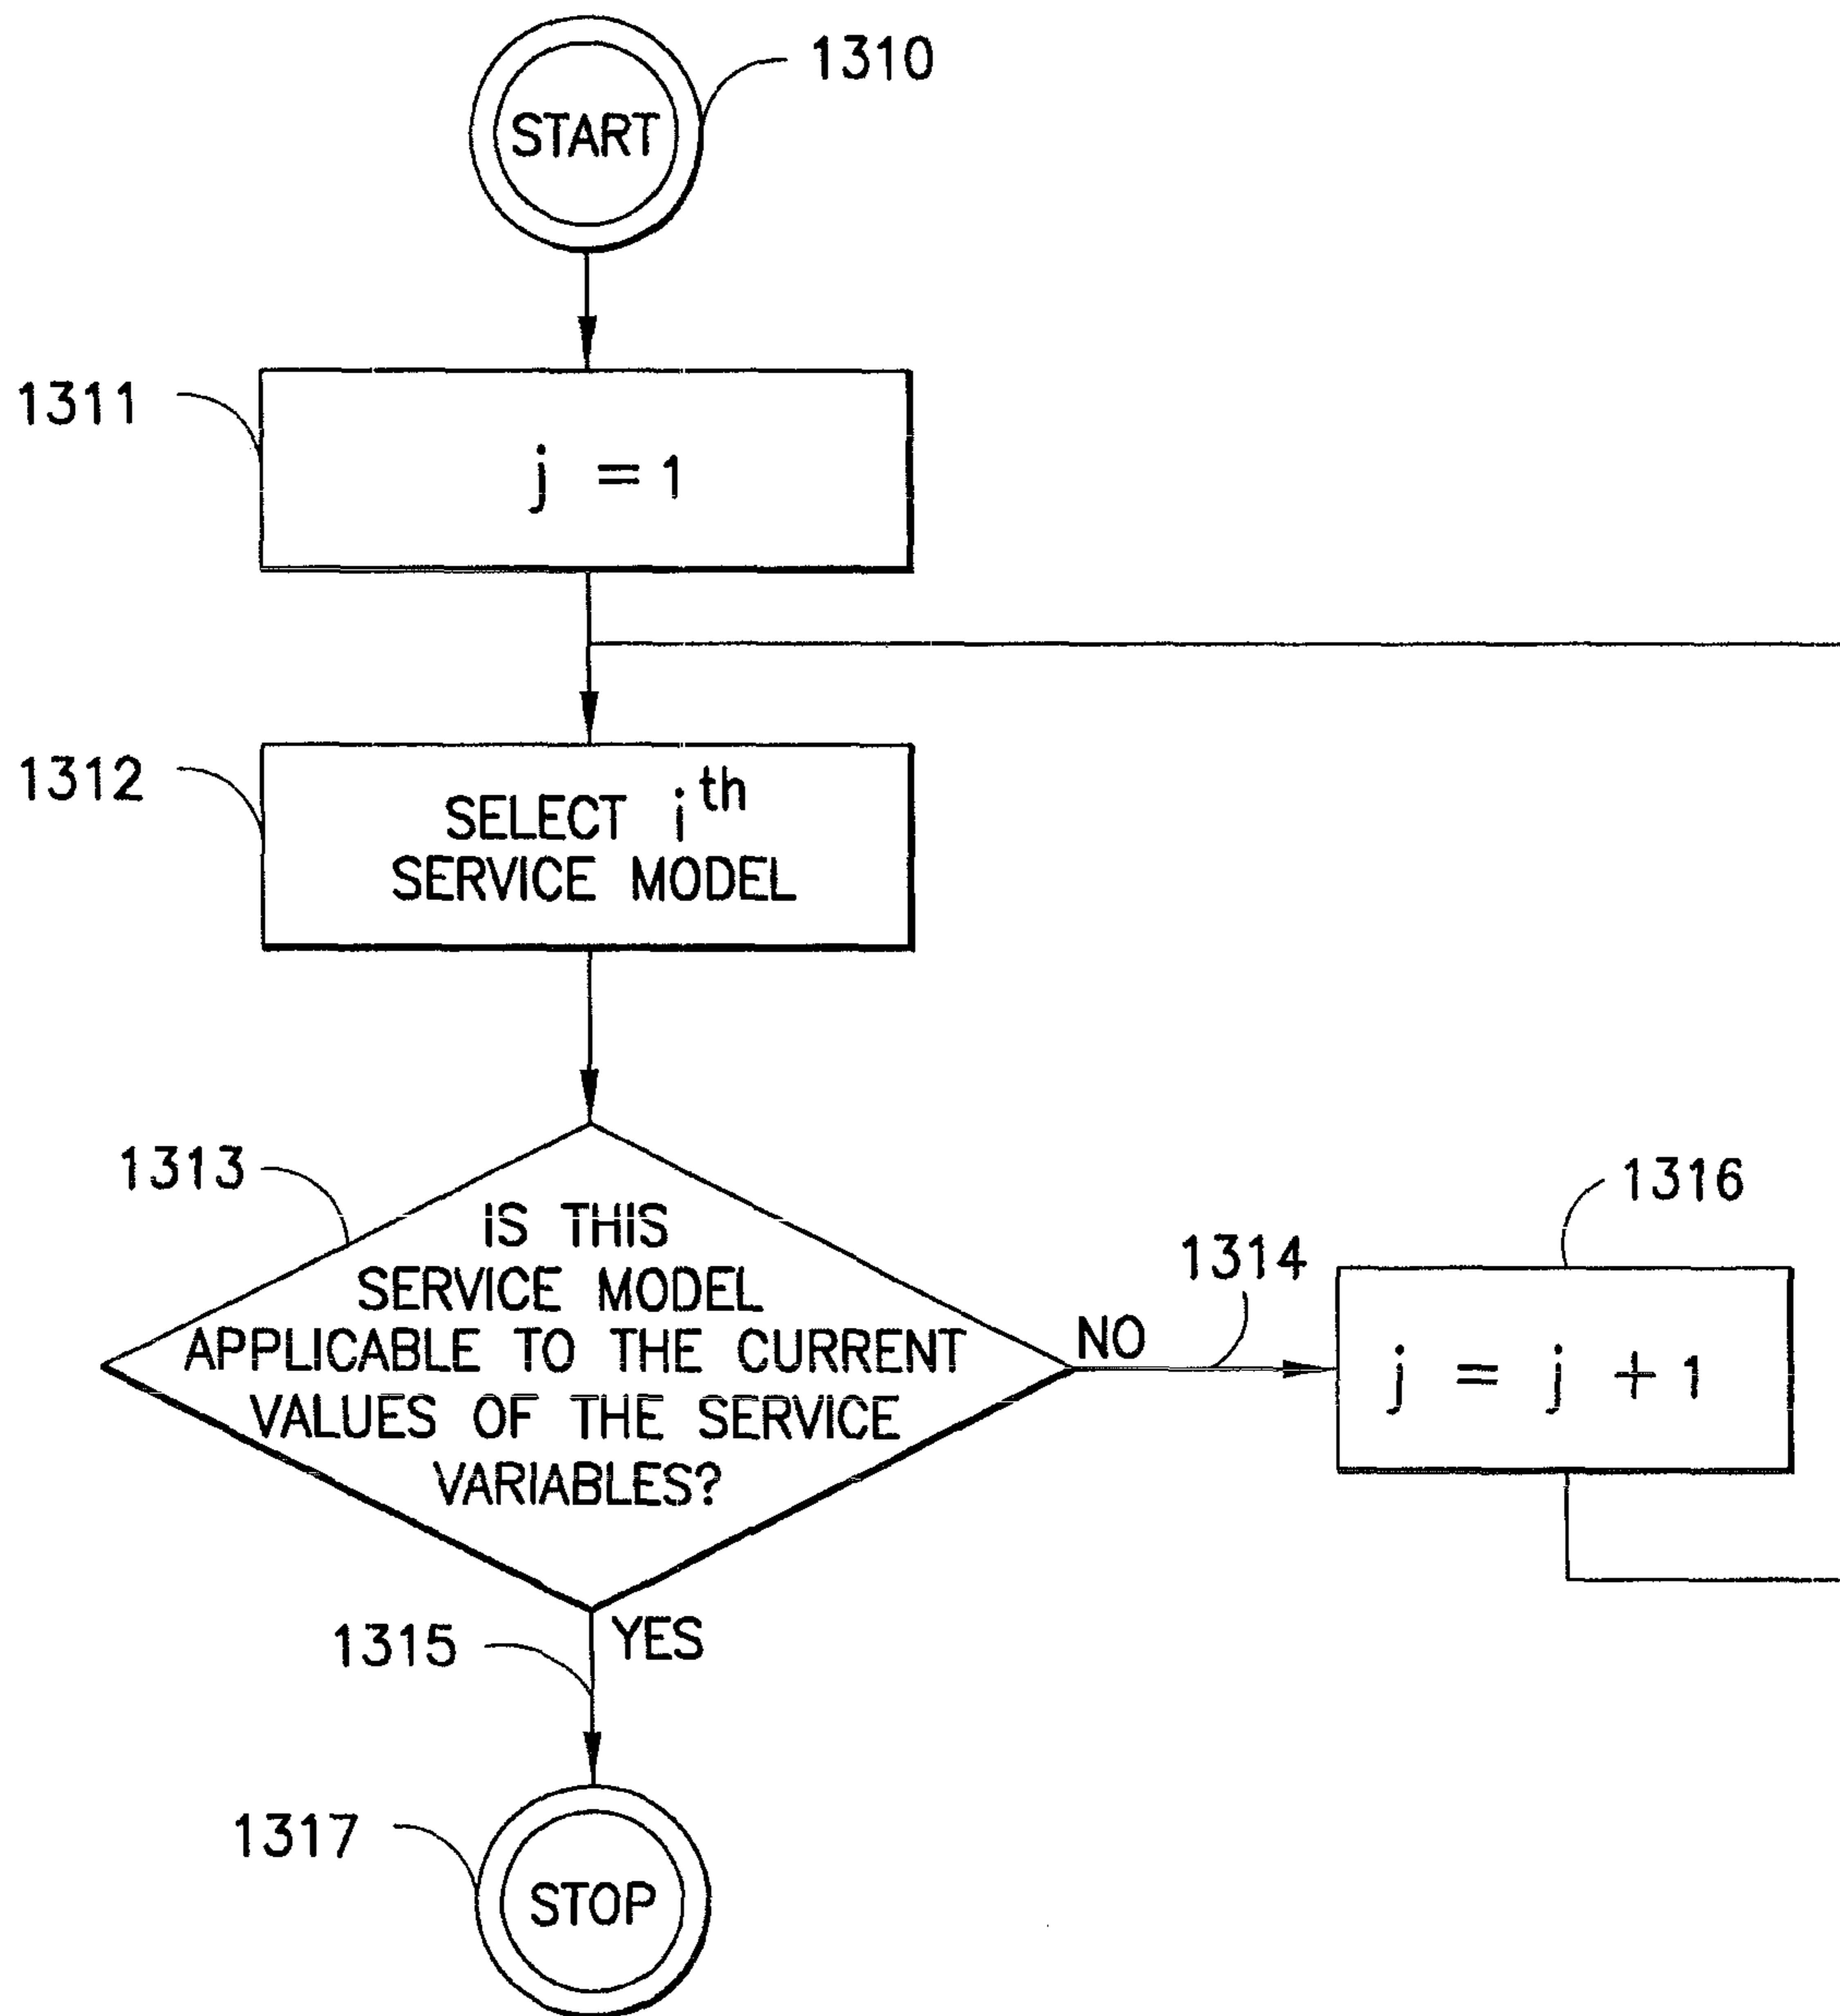 START
1310
1311
j = 1
1312
SELECT i^th
SERVICE MODEL
1313
IS THIS
SERVICE MODEL
APPLICABLE TO THE CURRENT
VALUES OF THE SERVICE
VARIABLES?
NO
1314
1316
j = j + 1
YES
1315
1317
STOP